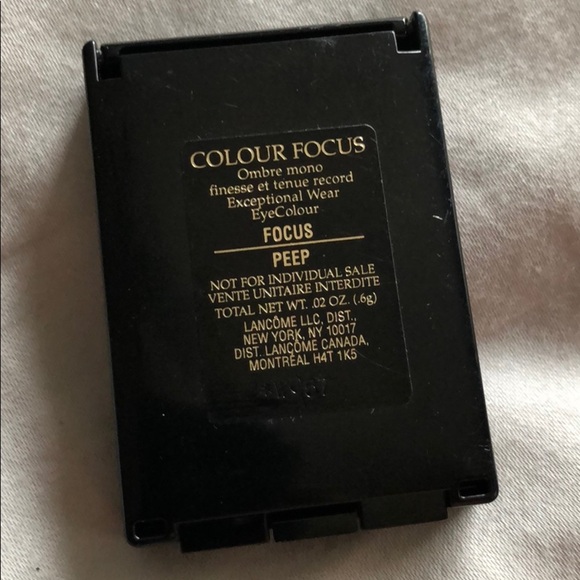 COLOUR FOCUS
Ombre mono
finesse et tenue record
Exceptional Wear
EyeColour
FOCUS
PEEP
NOT FOR INDIVIDUAL SALE
VENTE UNITAIRE INTERDITE
TOTAL NET WT. .02 OZ. (.6g)
LANCÔME LLC, DIST.,
NEW YORK, NY 10017
DIST. LANCÔME CANADA,
MONTRÉAL H4T 1K5